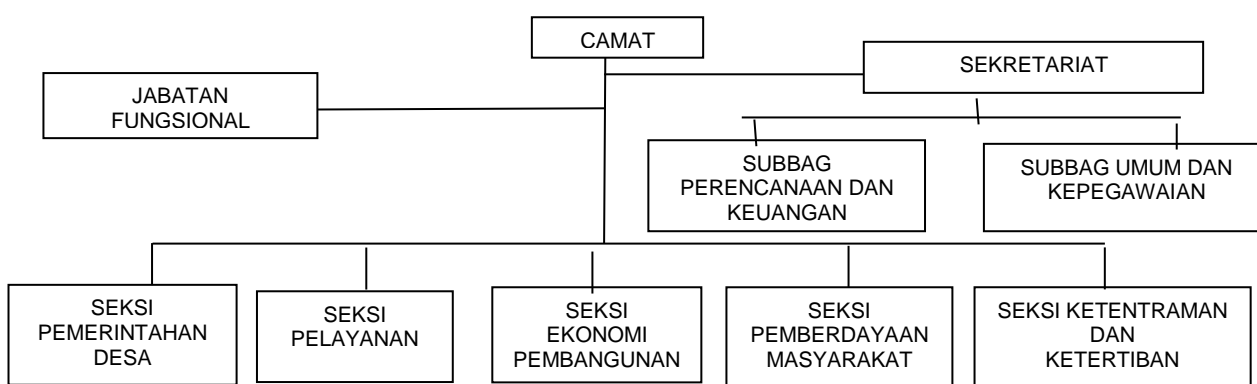 CAMAT
SEKRETARIAT
JABATAN
FUNGSIONAL
SUBBAG
PERENCANAAN DAN
KEUANGAN
SUBBAG UMUM DAN
KEPEGAWAIAN
SEKSI
PEMERINTAHAN
DESA
SEKSI
PELAYANAN
SEKSI
EKONOMI
PEMBANGUNAN
SEKSI
PEMBERDAYAAN
MASYARAKAT
SEKSI KETENTRAMAN
DAN
KETERTIBAN